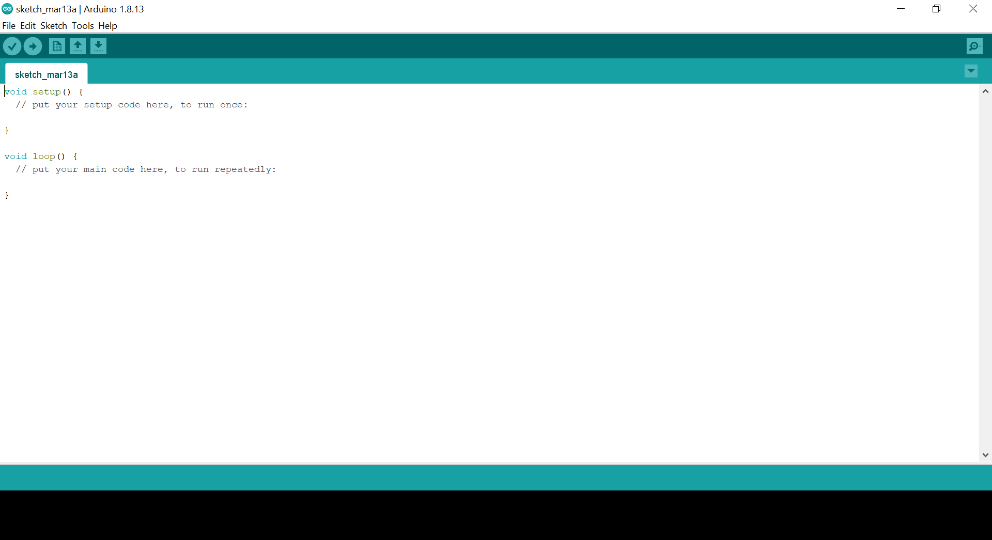 sketch_mar13a | Arduino 1.8.13
File Edit Sketch Tools Help
sketch_mar13a
void setup() {
// put your setup code here, to run once:
}
void loop() {
// put your main code here, to run repeatedly:
}